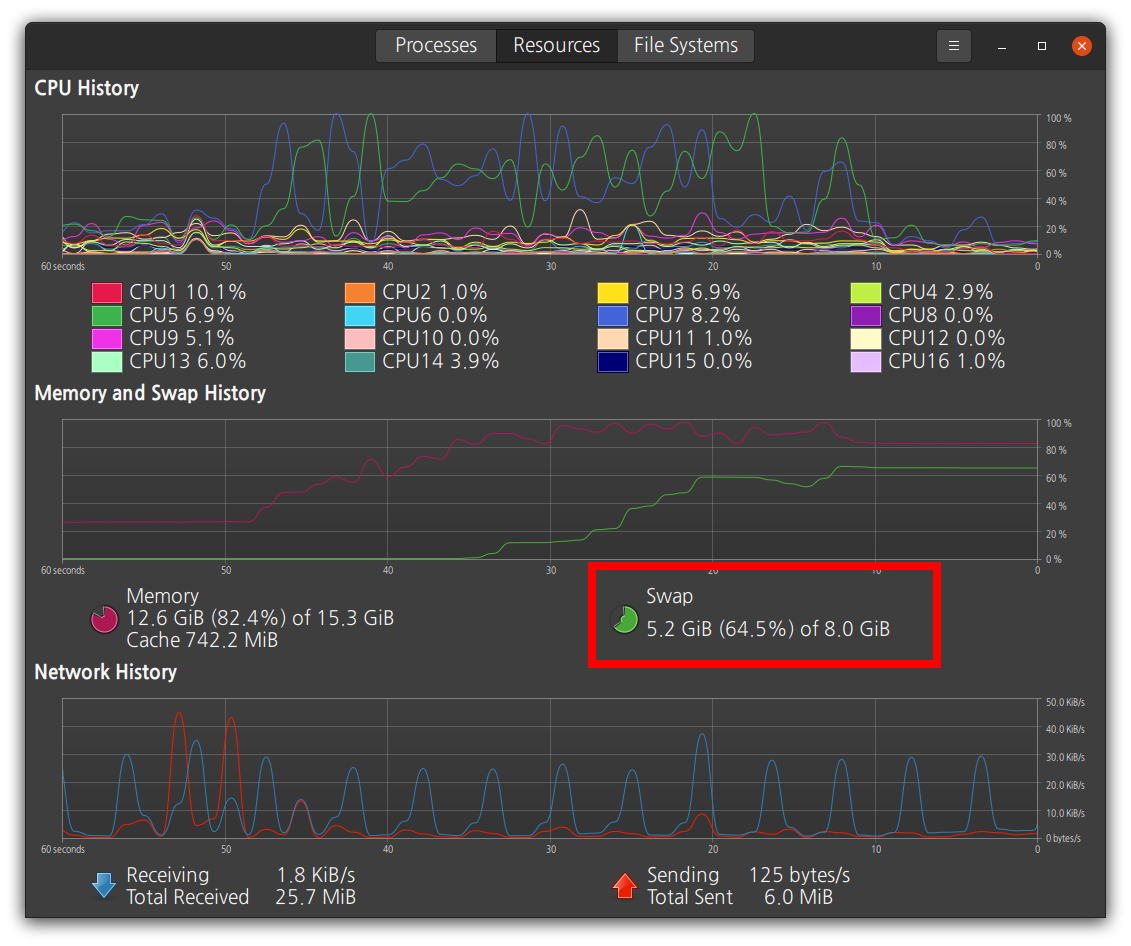 Processes Resources File Systems
CPU History
100 %
80 %
60 %
40 %
20 %
0 %
60 seconds 50 40 30 20 10 0
CPU1 10.1% CPU2 1.0% CPU3 6.9% CPU4 2.9%
CPU5 6.9% CPU6 0.0% CPU7 8.2% CPU8 0.0%
CPU9 5.1% CPU10 0.0% CPU11 1.0% CPU12 0.0%
CPU13 6.0% CPU14 3.9% CPU15 0.0% CPU16 1.0%
Memory and Swap History
100 %
80 %
60 %
40 %
20 %
0 %
60 seconds 50 40 30 20 10 0
Memory
12.6 GiB (82.4%) of 15.3 GiB
Cache 742.2 MiB
Swap
5.2 GiB (64.5%) of 8.0 GiB
Network History
50.0 KiB/s
40.0 KiB/s
30.0 KiB/s
20.0 KiB/s
10.0 KiB/s
0 bytes/s
60 seconds 50 40 30 20 10 0
Receiving 1.8 KiB/s
Total Received 25.7 MiB
Sending 125 bytes/s
Total Sent 6.0 MiB